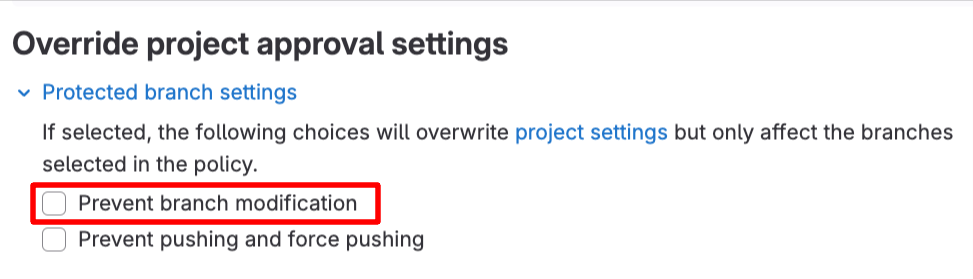 Override project approval settings
Protected branch settings
If selected, the following choices will overwrite project settings but only affect the branches
selected in the policy.
Prevent branch modification
Prevent pushing and force pushing